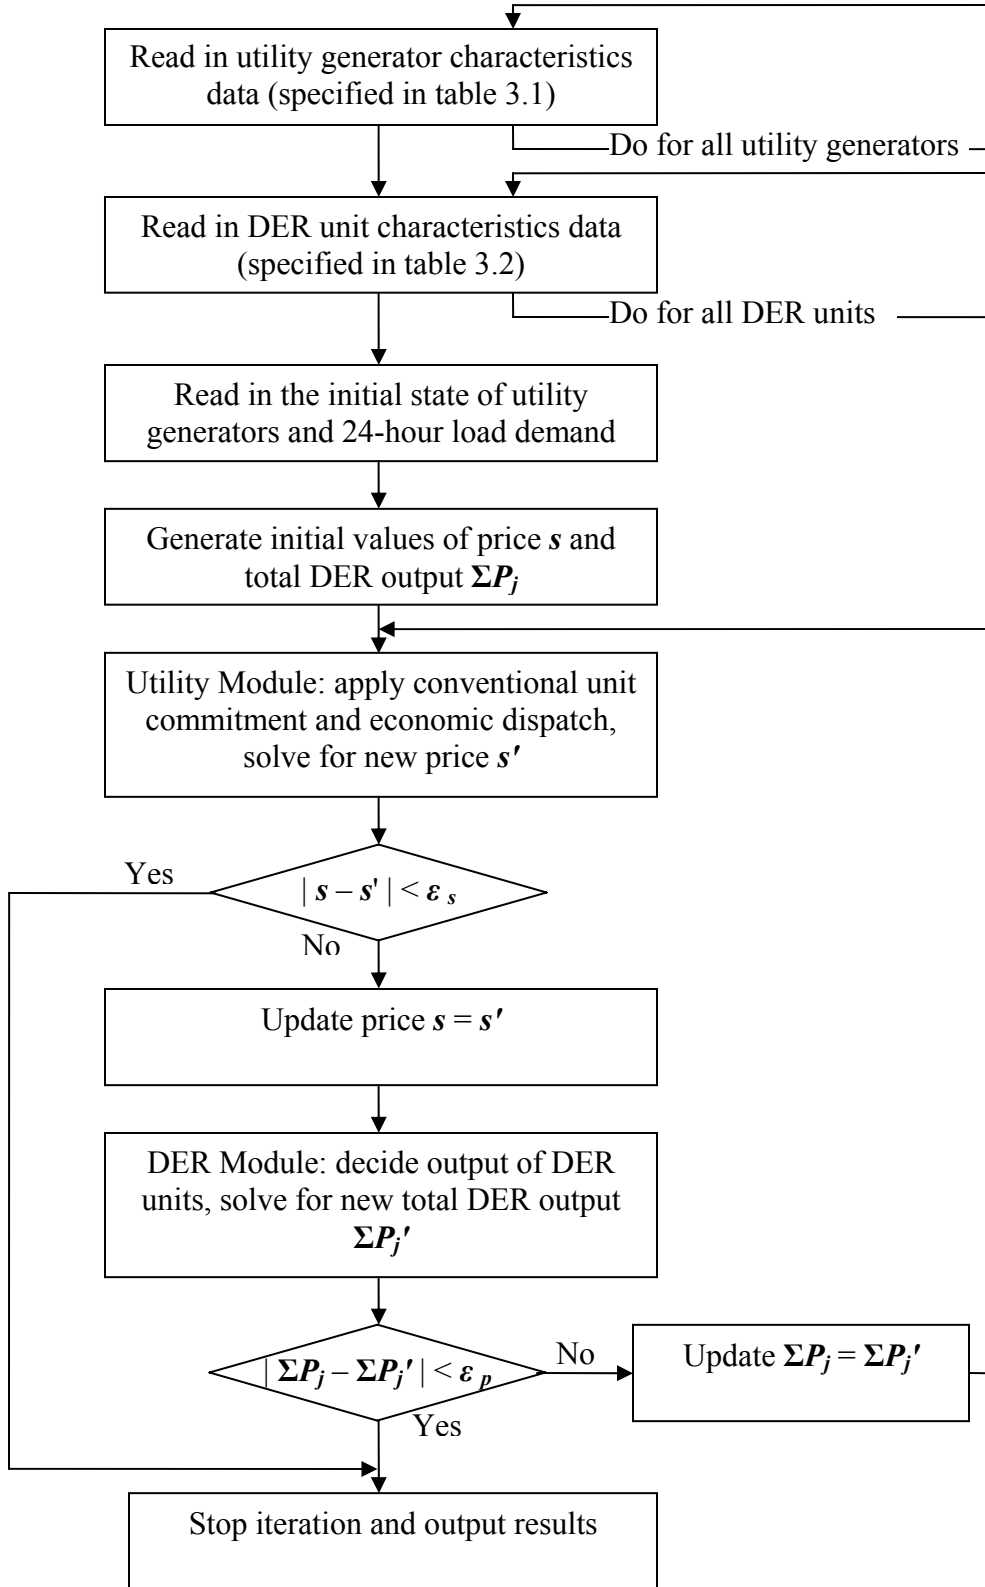 Read in utility generator characteristics
data (specified in table 3.1)
Do for all utility generators
Read in DER unit characteristics data
(specified in table 3.2)
Do for all DER units
Read in the initial state of utility
generators and 24-hour load demand
Generate initial values of price s and
total DER output ΣPj
Utility Module: apply conventional unit
commitment and economic dispatch,
solve for new price s'
Yes
| s – s' | < ε s
No
Update price s = s'
DER Module: decide output of DER
units, solve for new total DER output
ΣPj'
| ΣPj – ΣPj' | < ε p
No
Update ΣPj = ΣPj'
Yes
Stop iteration and output results